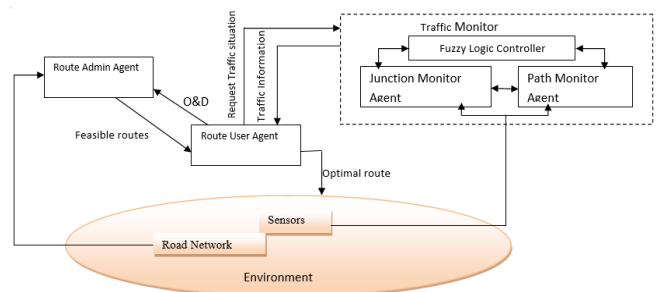 Traffic Monitor
Fuzzy Logic Controller
Junction Monitor
Agent
Path Monitor
Agent
Route Admin Agent
O&D
Request Traffic situation
Traffic Information
Feasible routes
Route User Agent
Optimal route
Sensors
Road Network
Environment